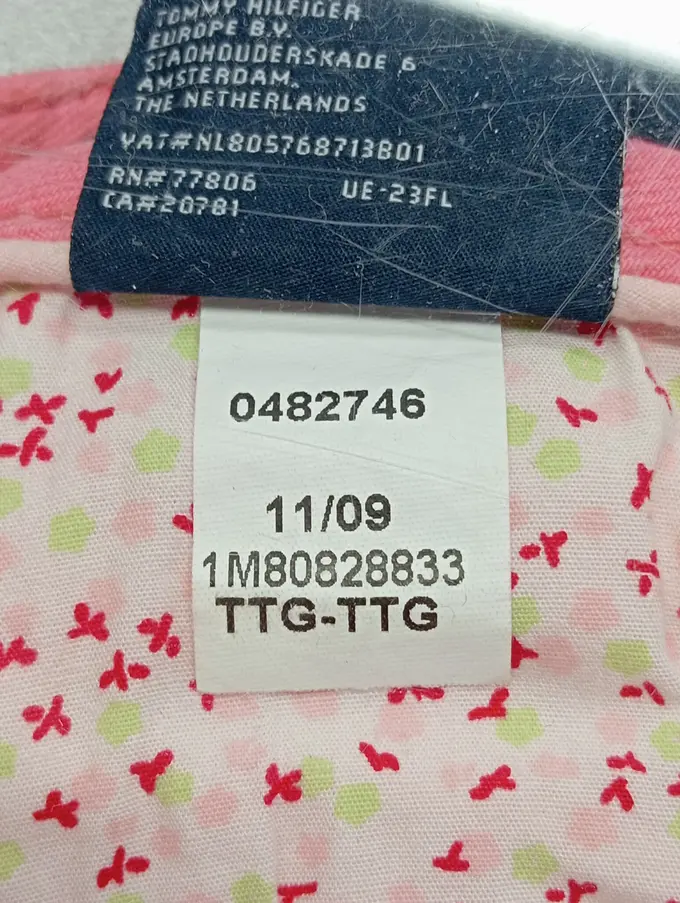 TOMMY HILFIGER
EUROPE B.V.
STADHOUDERSKADE 6
AMSTERDAM.
THE NETHERLANDS
VAT#NL805768713B01
RN#77806 UE-23FL
CA#20781
0482746
11/09
1M80828833
TTG-TTG